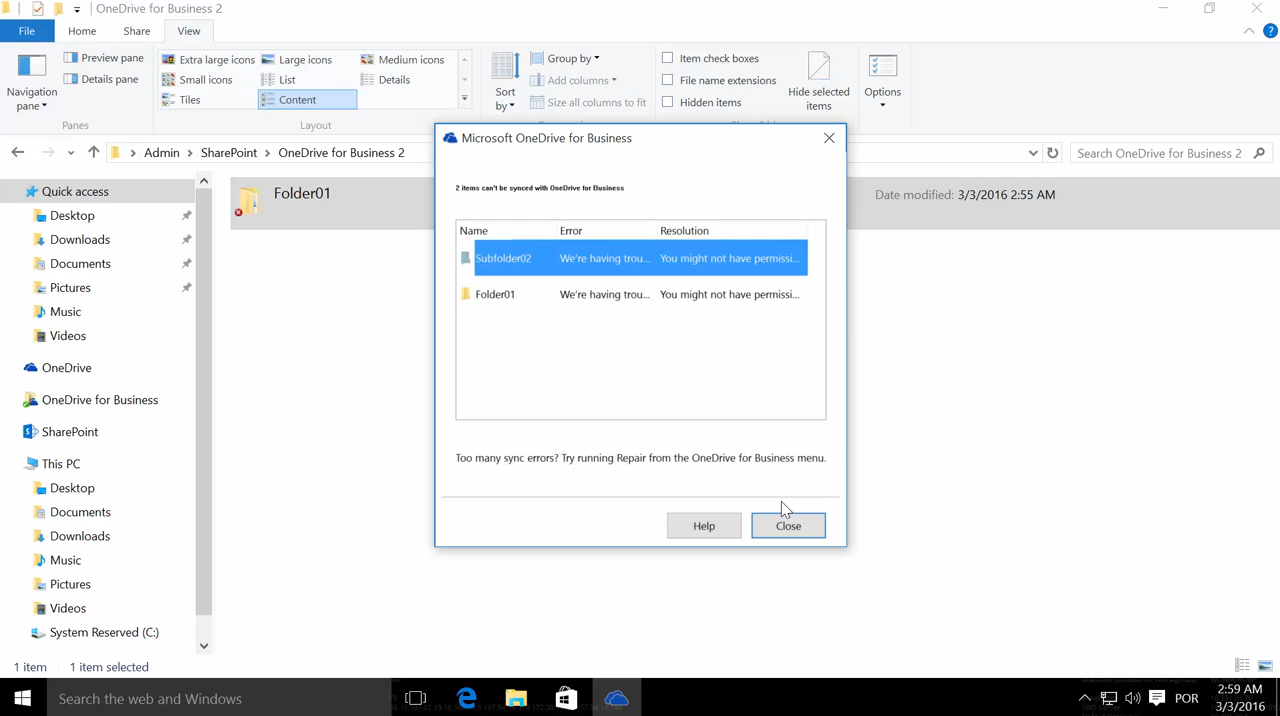 OneDrive for Business 2
File Home Share View
Navigation pane
Preview pane
Details pane
Panes
Extra large icons Large icons Medium icons
Small icons List Details
Tiles Content
Layout
Sort by
Group by
Add columns
Size all columns to fit
Item check boxes
File name extensions
Hidden items
Hide selected items
Options
Admin SharePoint OneDrive for Business 2
Search OneDrive for Business 2
Quick access
Desktop
Downloads
Documents
Pictures
Music
Videos
OneDrive
OneDrive for Business
SharePoint
This PC
Desktop
Documents
Downloads
Music
Pictures
Videos
System Reserved (C:)
Folder01
Date modified: 3/3/2016 2:55 AM
Microsoft OneDrive for Business
2 items can't be synced with OneDrive for Business
Name Error Resolution
Subfolder02 We're having trou... You might not have permissi...
Folder01 We're having trou... You might not have permissi...
Too many sync errors? Try running Repair from the OneDrive for Business menu.
Help Close
1 item 1 item selected
Search the web and Windows
POR
2:59 AM
3/3/2016